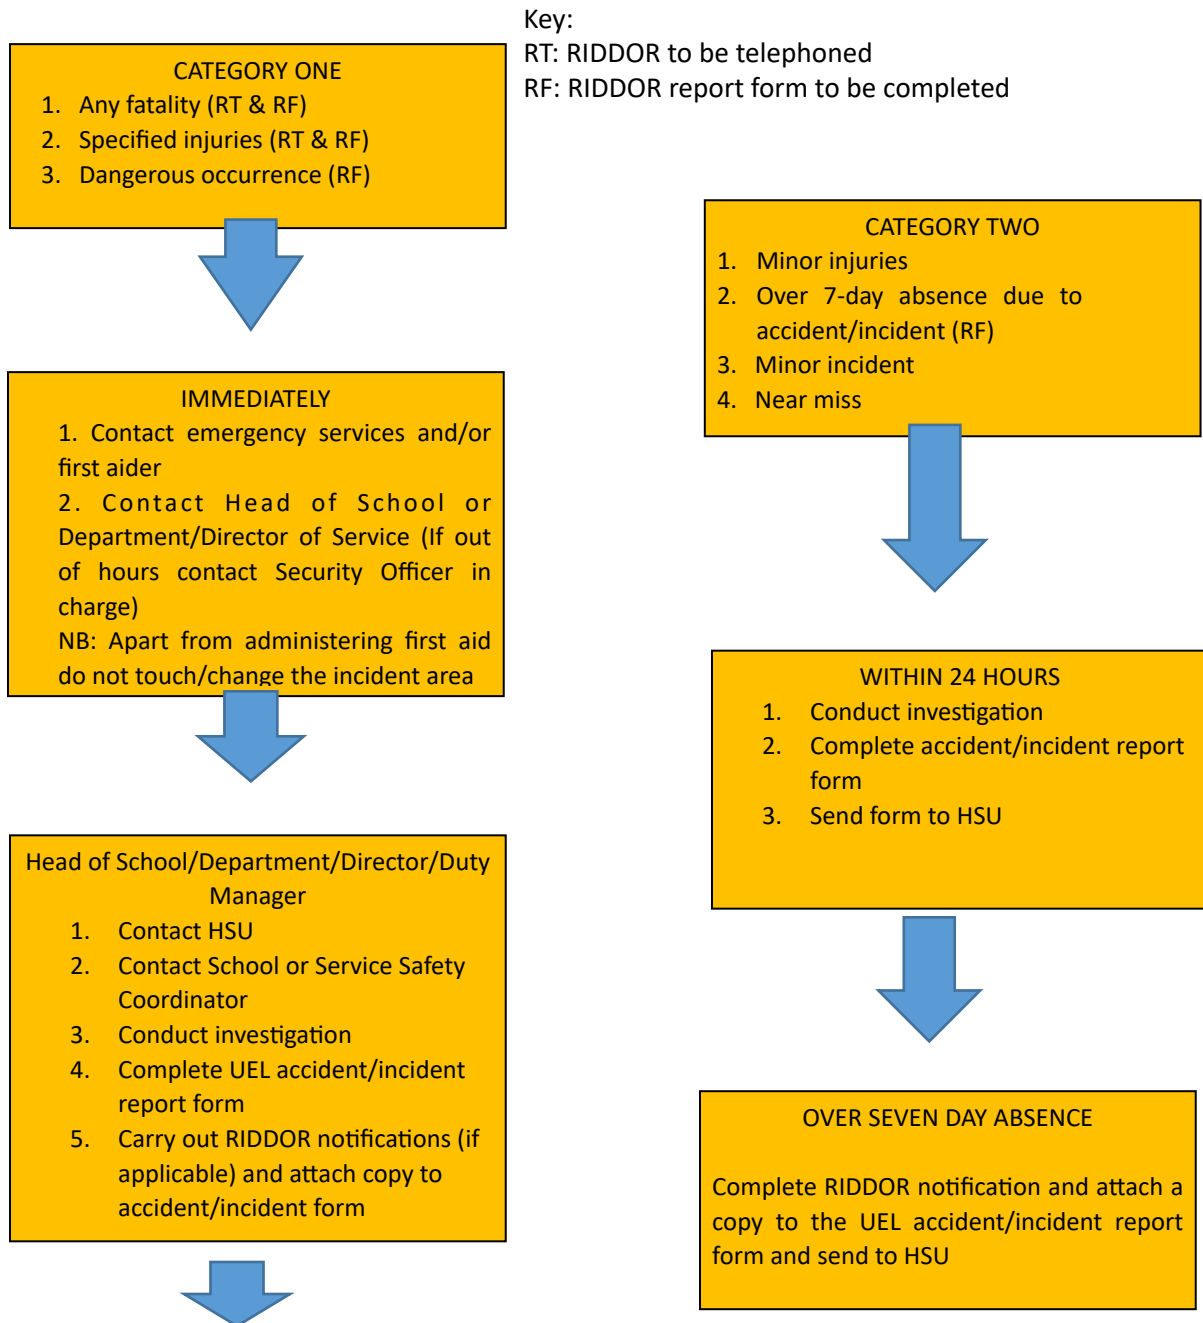 Key:
RT: RIDDOR to be telephoned
RF: RIDDOR report form to be completed
CATEGORY ONE
1. Any fatality (RT & RF)
2. Specified injuries (RT & RF)
3. Dangerous occurrence (RF)
IMMEDIATELY
1. Contact emergency services and/or
first aider
2. Contact Head of School or
Department/Director of Service (If out
of hours contact Security Officer in
charge)
NB: Apart from administering first aid
do not touch/change the incident area
Head of School/Department/Director/Duty
Manager
1. Contact HSU
2. Contact School or Service Safety
Coordinator
3. Conduct investigation
4. Complete UEL accident/incident
report form
5. Carry out RIDDOR notifications (if
applicable) and attach copy to
accident/incident form
CATEGORY TWO
1. Minor injuries
2. Over 7-day absence due to
accident/incident (RF)
3. Minor incident
4. Near miss
WITHIN 24 HOURS
1. Conduct investigation
2. Complete accident/incident report
form
3. Send form to HSU
OVER SEVEN DAY ABSENCE
Complete RIDDOR notification and attach a
copy to the UEL accident/incident report
form and send to HSU